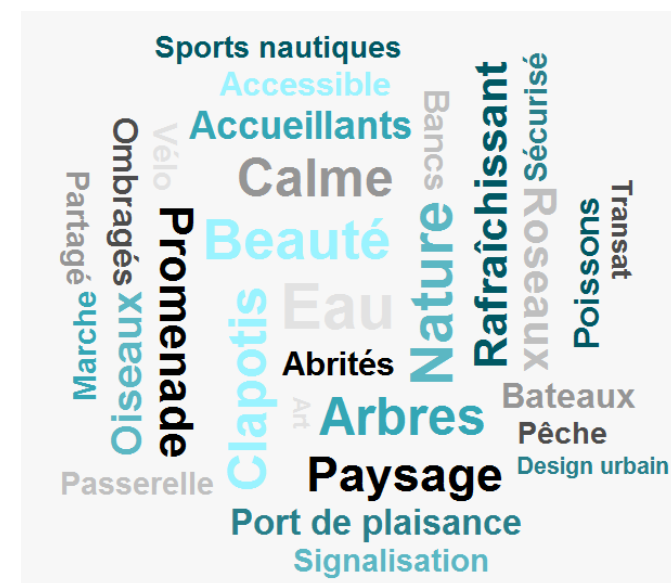 Sports nautiques
Accessible
Accueillants
Calme
Beauté
Eau
Abrités
Art
Arbres
Paysage
Port de plaisance
Signalisation
Passerelle
Partagé
Marche
Ombragés
Oiseaux
Vélo
Promenade
Clapotis
Bancs
Nature
Rafraîchissant
Sécurisé
Roseaux
Poissons
Transat
Bateaux
Pêche
Design urbain